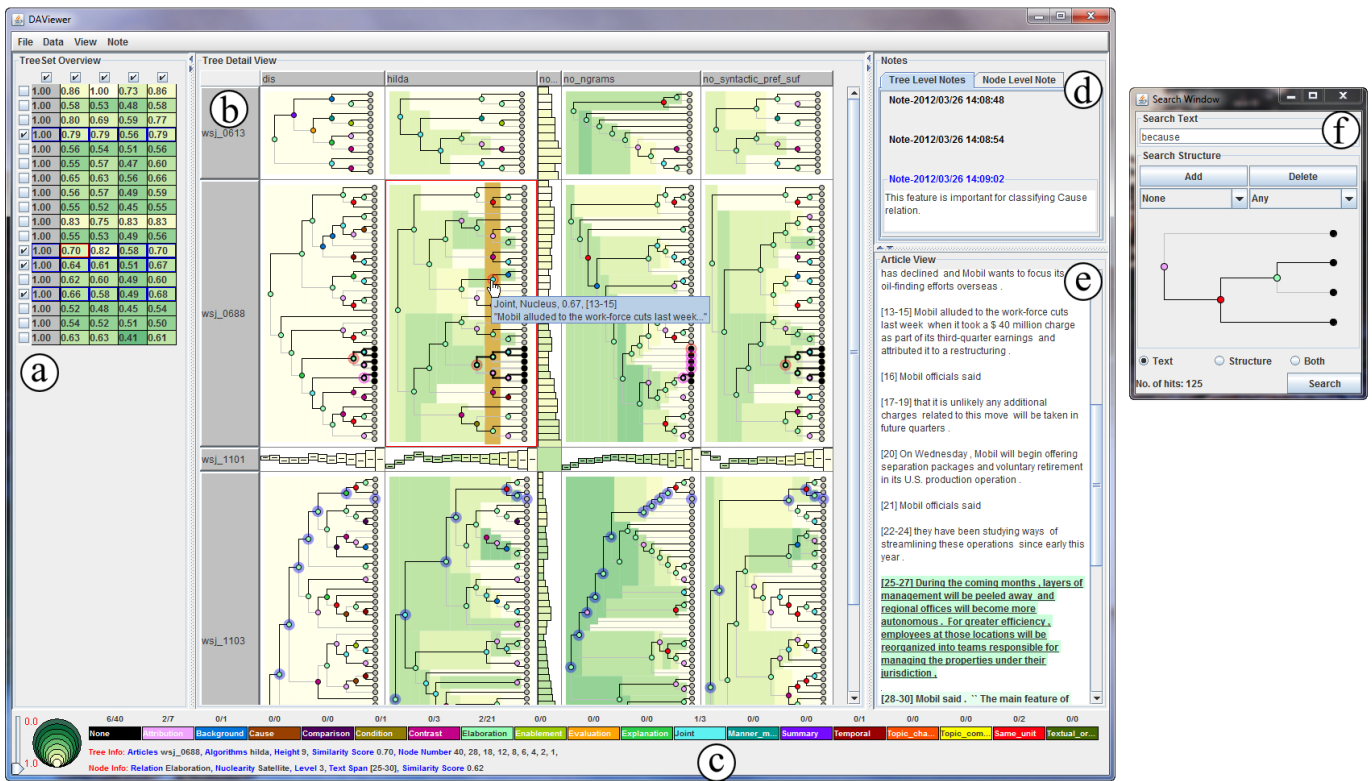 DAViewer
File Data View Note
TreeSet Overview
1.00 0.86 1.00 0.73 0.86
1.00 0.58 0.53 0.48 0.58
1.00 0.80 0.69 0.59 0.77
1.00 0.79 0.79 0.56 0.79
1.00 0.56 0.54 0.51 0.56
1.00 0.55 0.57 0.47 0.60
1.00 0.65 0.63 0.56 0.66
1.00 0.56 0.57 0.49 0.59
1.00 0.55 0.52 0.45 0.55
1.00 0.83 0.75 0.83 0.83
1.00 0.55 0.53 0.49 0.56
1.00 0.70 0.82 0.58 0.70
1.00 0.64 0.61 0.51 0.67
1.00 0.62 0.60 0.49 0.60
1.00 0.66 0.58 0.49 0.68
1.00 0.52 0.48 0.45 0.54
1.00 0.54 0.52 0.51 0.50
1.00 0.63 0.63 0.41 0.61
a
Tree Detail View
dis hilda no... no_ngrams no_syntactic_pref_suf
b
wsj_0613
wsj_0688
Joint, Nucleus, 0.67, [13-15]
"Mobil alluded to the work-force cuts last week..."
wsj_1101
wsj_1103
Notes
Tree Level Notes Node Level Note
d
Note-2012/03/26 14:08:48
Note-2012/03/26 14:08:54
Note-2012/03/26 14:09:02
This feature is important for classifying Cause
relation.
Article View
e
has declined and Mobil wants to focus its
oil-finding efforts overseas .
[13-15] Mobil alluded to the work-force cuts
last week when it took a $ 40 million charge
as part of its third-quarter earnings and
attributed it to a restructuring .
[16] Mobil officials said
[17-19] that it is unlikely any additional
charges related to this move will be taken in
future quarters .
[20] On Wednesday , Mobil will begin offering
separation packages and voluntary retirement
in its U.S. production operation .
[21] Mobil officials said
[22-24] they have been studying ways of
streamlining these operations since early this
year .
[25-27] During the coming months , layers of
management will be peeled away and
regional offices will become more
autonomous . For greater efficiency ,
employees at those locations will be
reorganized into teams responsible for
managing the properties under their
jurisdiction ,
[28-30] Mobil said . `` The main feature of
Search Window
Search Text
f
because
Search Structure
Add Delete
None Any
Text Structure Both
No. of hits: 125 Search
0.0
1.0
6/40 2/7 0/1 0/0 0/0 0/1 0/3 2/21 0/0 0/0 0/0 1/3 0/0 0/0 0/1 0/0 0/0 0/2 0/0
None Attribution Background Cause Comparison Condition Contrast Elaboration Enablement Evaluation Explanation Joint Manner_m... Summary Temporal Topic_cha... Topic_com... Same_unit Textual_or...
Tree Info: Articles wsj_0688, Algorithms hilda, Height 9, Similarity Score 0.70, Node Number 40, 28, 18, 12, 8, 6, 4, 2, 1,
Node Info: Relation Elaboration, Nuclearity Satellite, Level 3, Text Span [25-30], Similarity Score 0.62
c